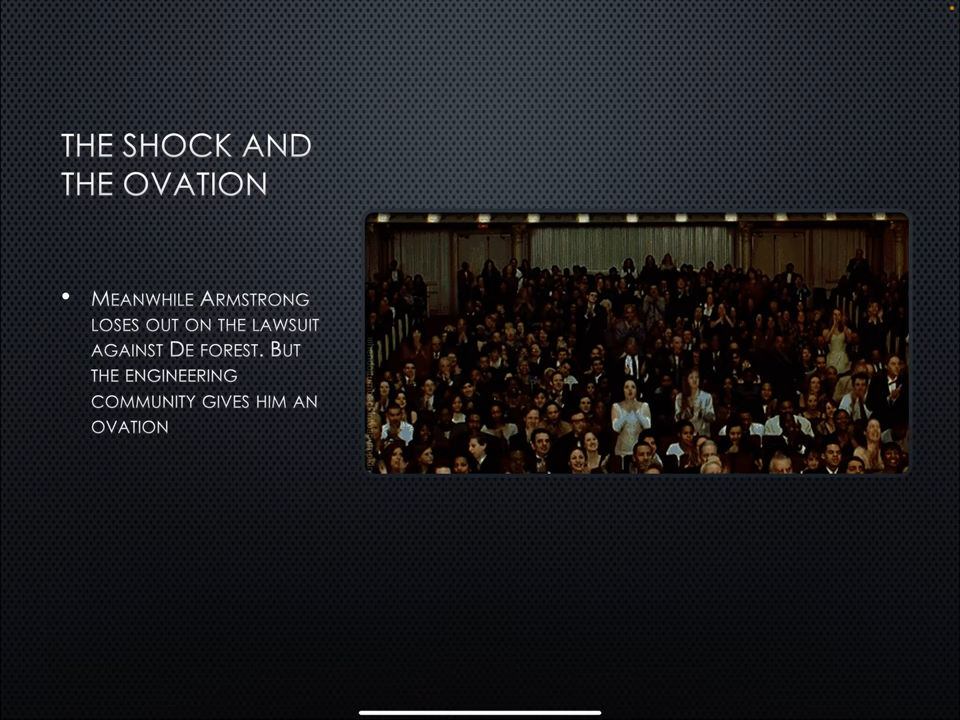 THE SHOCK AND
THE OVATION
• MEANWHILE ARMSTRONG
LOSES OUT ON THE LAWSUIT
AGAINST DE FOREST. BUT
THE ENGINEERING
COMMUNITY GIVES HIM AN
OVATION